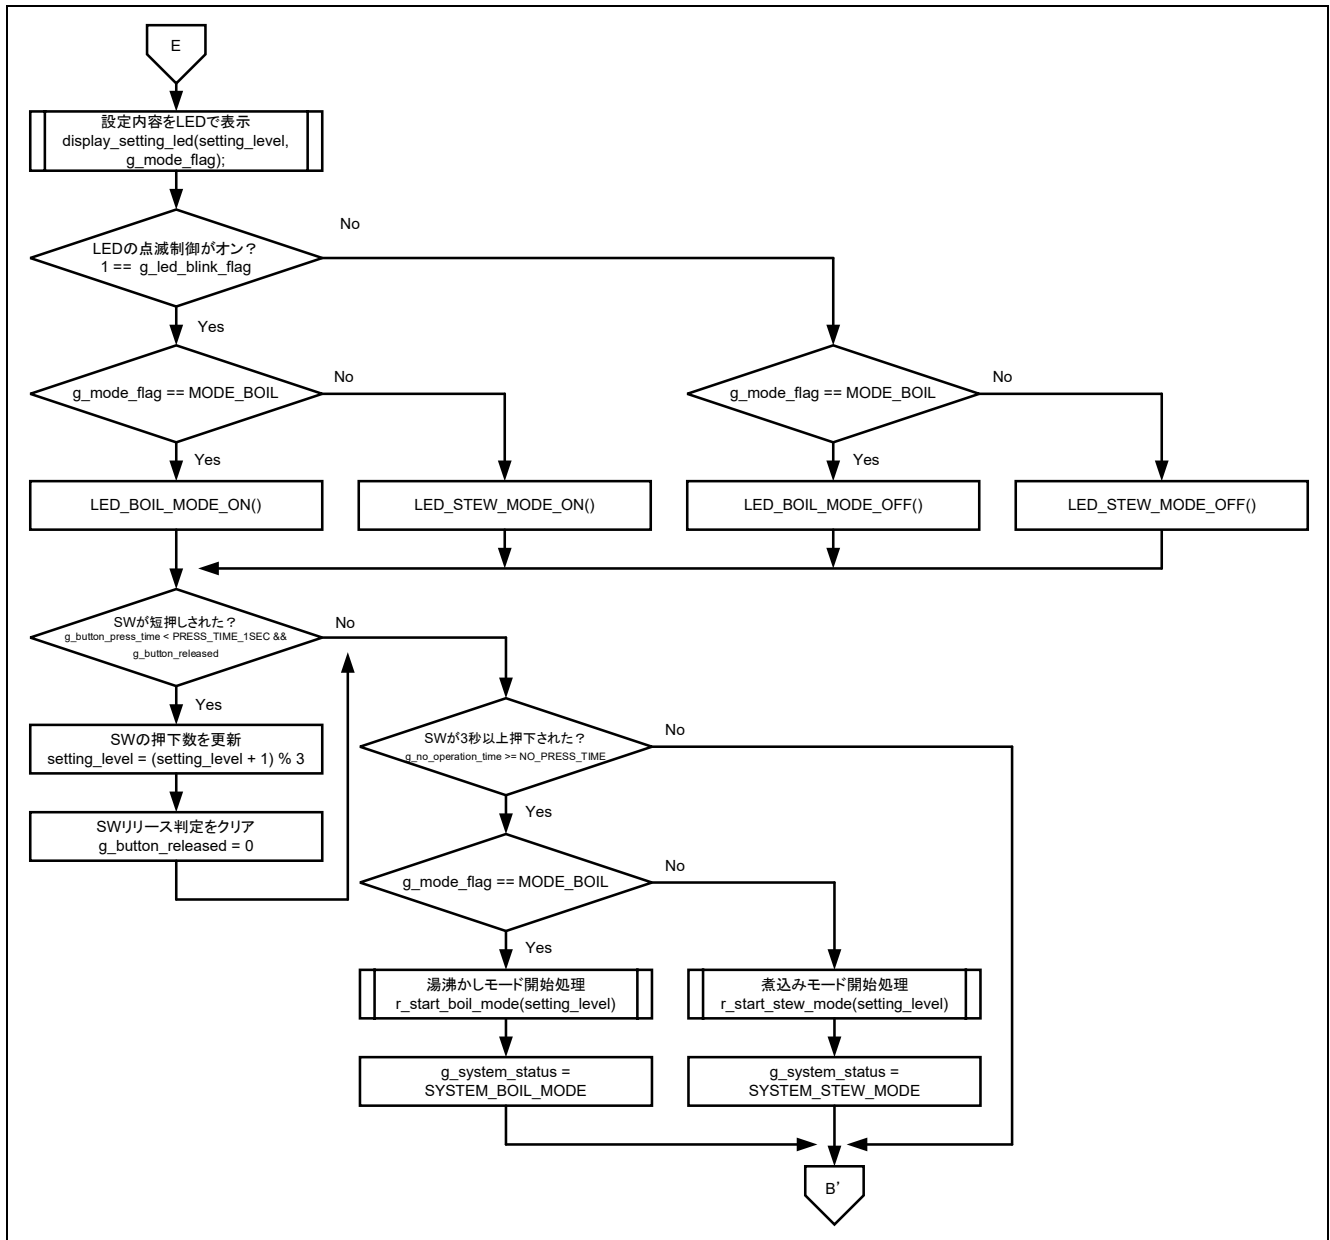 E
設定内容をLEDで表示
display_setting_led(setting_level,
g_mode_flag);
No
LEDの点滅制御がオン？
1 == g_led_blink_flag
Yes
g_mode_flag == MODE_BOIL
No
g_mode_flag == MODE_BOIL
No
Yes
Yes
LED_BOIL_MODE_ON()
LED_STEW_MODE_ON()
LED_BOIL_MODE_OFF()
LED_STEW_MODE_OFF()
SWが短押しされた？
g_button_press_time < PRESS_TIME_1SEC &&
g_button_released
No
Yes
SWの押下数を更新
setting_level = (setting_level + 1) % 3
SWリリース判定をクリア
g_button_released = 0
SWが3秒以上押下された？
g_no_operation_time >= NO_PRESS_TIME
No
Yes
g_mode_flag == MODE_BOIL
No
Yes
湯沸かしモード開始処理
r_start_boil_mode(setting_level)
煮込みモード開始処理
r_start_stew_mode(setting_level)
g_system_status =
SYSTEM_BOIL_MODE
g_system_status =
SYSTEM_STEW_MODE
B’